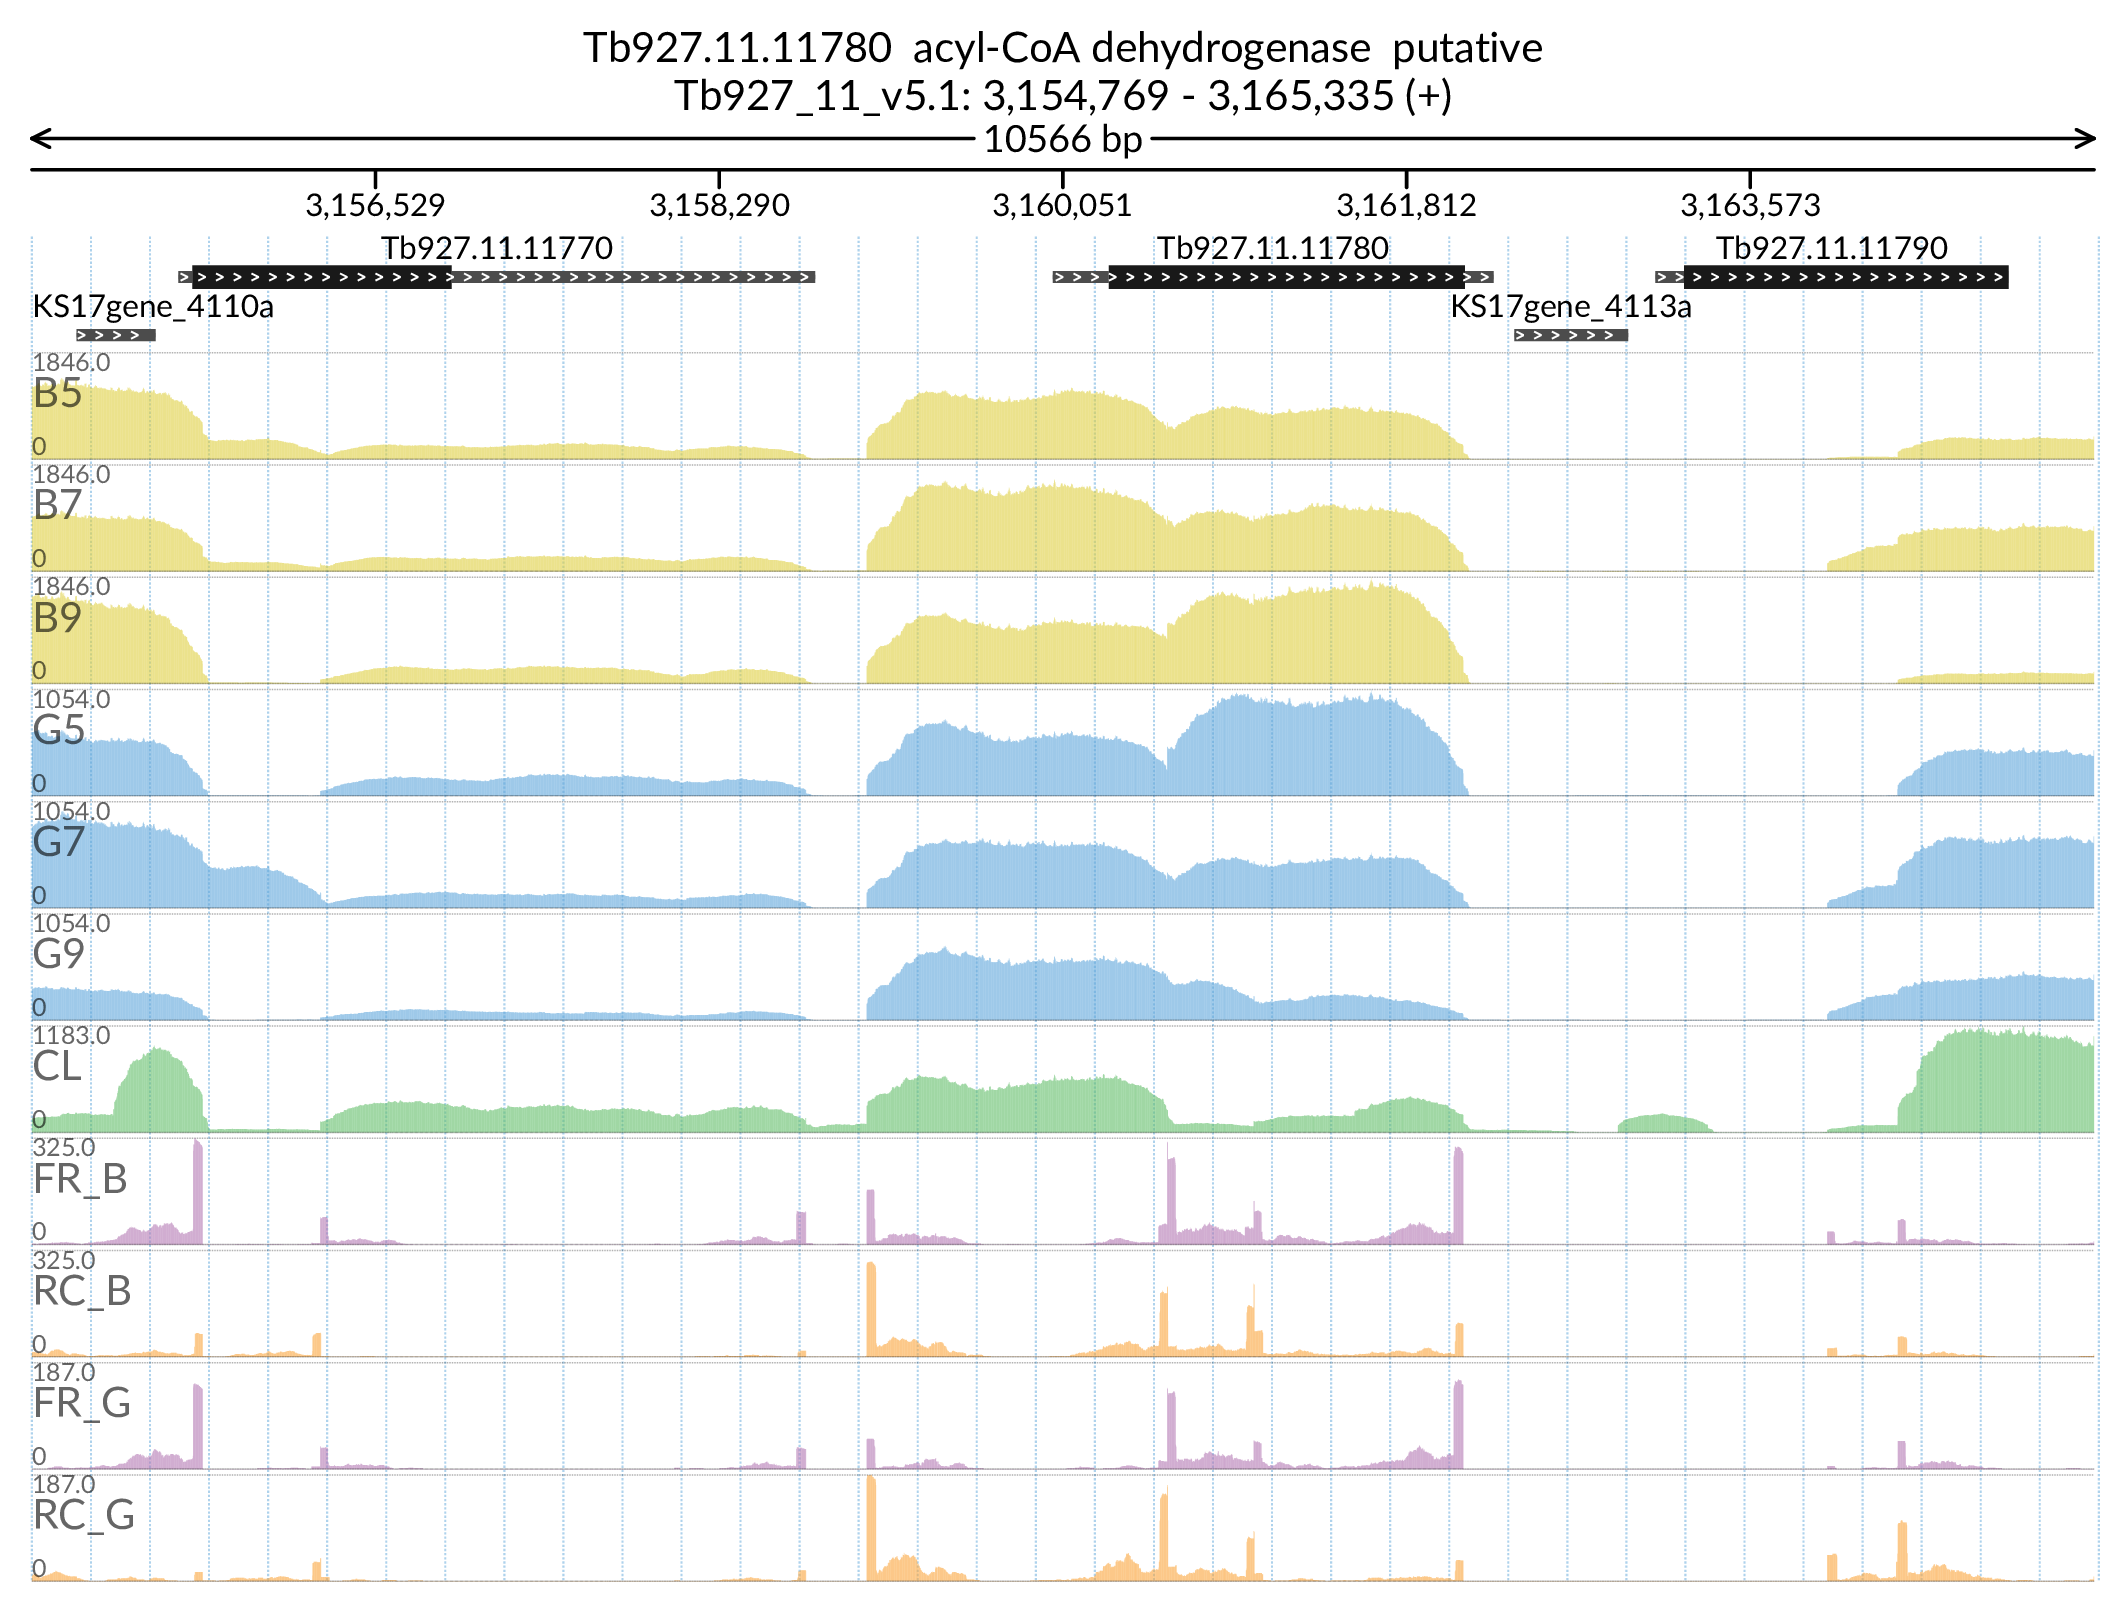 Tb927.11.11780  acyl-CoA dehydrogenase  putative
Tb927_11_v5.1: 3,154,769 - 3,165,335 (+)
10566 bp
3,156,529 3,158,290 3,160,051 3,161,812 3,163,573
Tb927.11.11770 Tb927.11.11780 Tb927.11.11790
KS17gene_4110a KS17gene_4113a
1846.0
B5
0
1846.0
B7
0
1846.0
B9
0
1054.0
G5
0
1054.0
G7
0
1054.0
G9
0
1183.0
CL
0
325.0
FR_B
0
325.0
RC_B
0
187.0
FR_G
0
187.0
RC_G
0